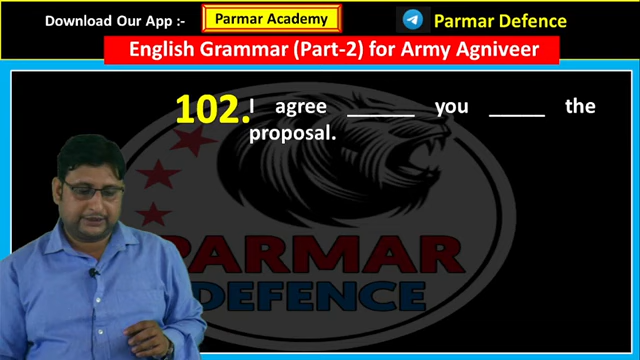 Download Our App :- Parmar Academy Parmar Defence
English Grammar (Part-2) for Army Agniveer
102. I agree ______ you _____ the
proposal.
PARMAR
DEFENCE